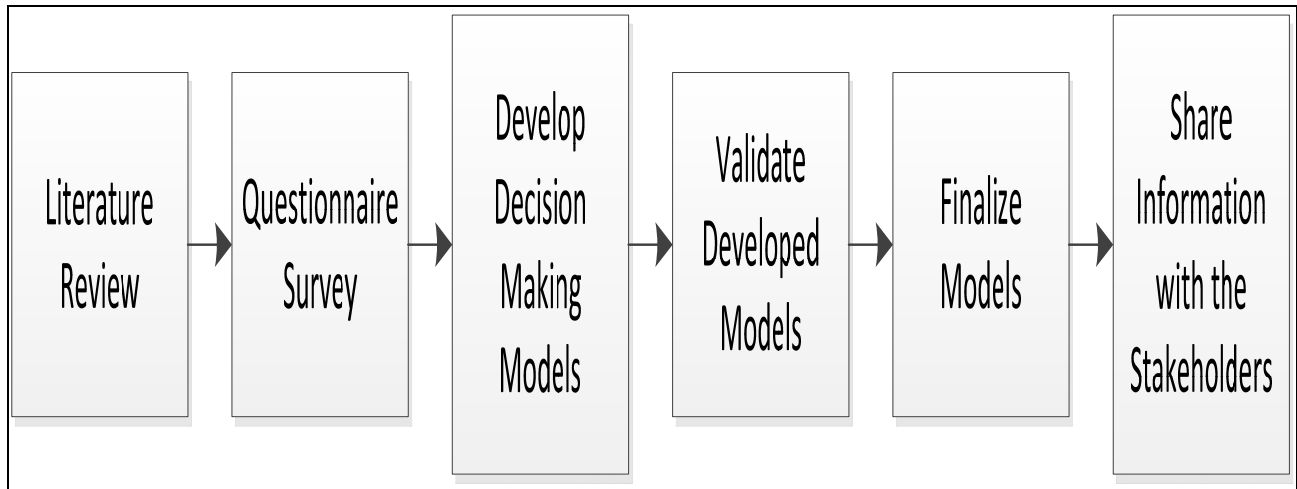 Literature
Review
Questionnaire
Survey
Develop
Decision
Making
Models
Validate
Developed
Models
Finalize
Models
Share
Information
with the
Stakeholders